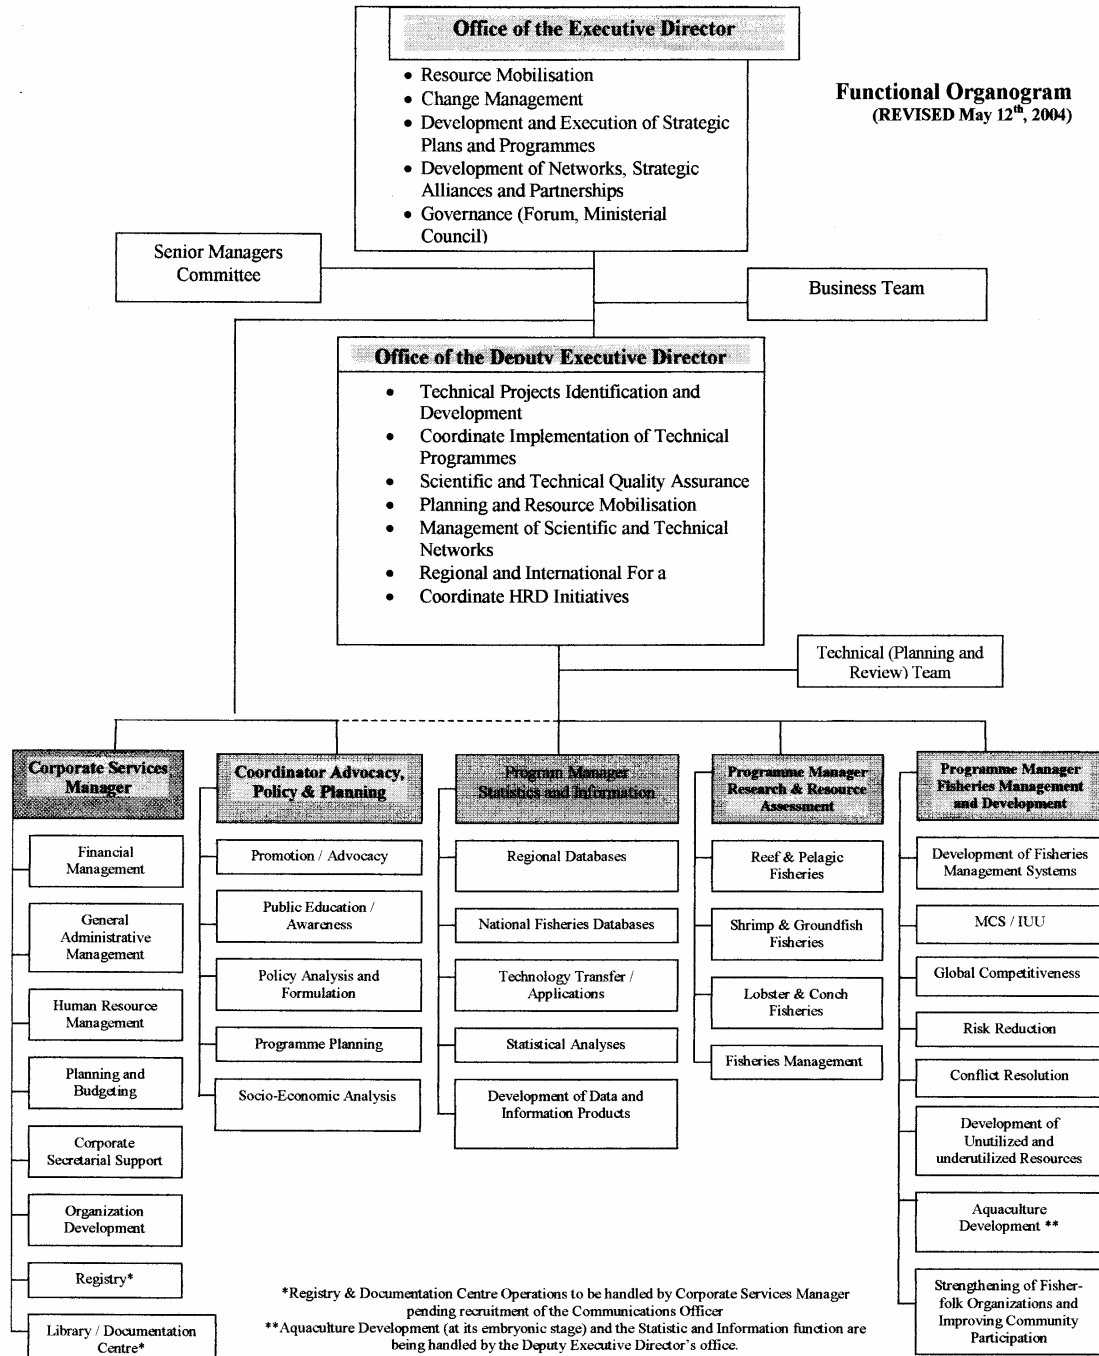 Office of the Executive Director
• Resource Mobilisation
• Change Management
• Development and Execution of Strategic
Plans and Programmes
• Development of Networks, Strategic
Alliances and Partnerships
• Governance (Forum, Ministerial
Council)
Functional Organogram
(REVISED May 12th, 2004)
Senior Managers
Committee
Business Team
Office of the Deputy Executive Director
• Technical Projects Identification and
Development
• Coordinate Implementation of Technical
Programmes
• Scientific and Technical Quality Assurance
• Planning and Resource Mobilisation
• Management of Scientific and Technical
Networks
• Regional and International For a
• Coordinate HRD Initiatives
Technical (Planning and
Review) Team
Corporate Services
Manager
Financial
Management
General
Administrative
Management
Human Resource
Management
Planning and
Budgeting
Corporate
Secretarial Support
Organization
Development
Registry*
Library / Documentation
Centre*
Coordinator Advocacy,
Policy & Planning
Promotion / Advocacy
Public Education /
Awareness
Policy Analysis and
Formulation
Programme Planning
Socio-Economic Analysis
Program Manager
Statistics and Information
Regional Databases
National Fisheries Databases
Technology Transfer /
Applications
Statistical Analyses
Development of Data and
Information Products
Programme Manager
Research & Resource
Assessment
Reef & Pelagic
Fisheries
Shrimp & Groundfish
Fisheries
Lobster & Conch
Fisheries
Fisheries Management
Programme Manager
Fisheries Management
and Development
Development of Fisheries
Management Systems
MCS / IUU
Global Competitiveness
Risk Reduction
Conflict Resolution
Development of
Unutilized and
underutilized Resources
Aquaculture
Development **
Strengthening of Fisher-
folk Organizations and
Improving Community
Participation
*Registry & Documentation Centre Operations to be handled by Corporate Services Manager
pending recruitment of the Communications Officer
**Aquaculture Development (at its embryonic stage) and the Statistic and Information function are
being handled by the Deputy Executive Director's office.